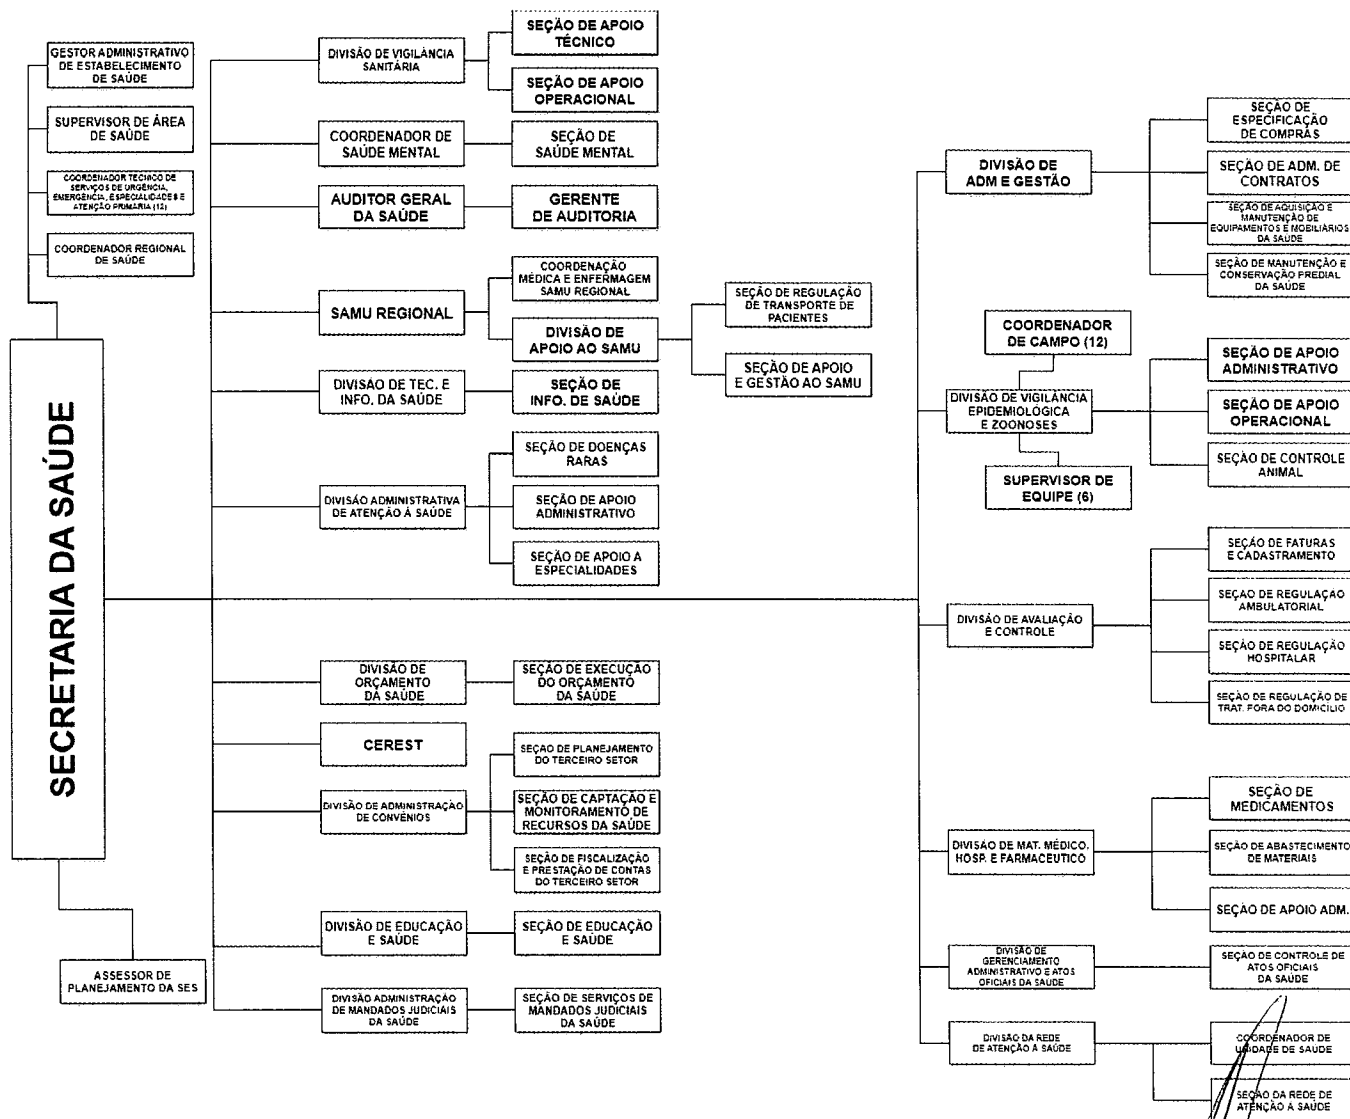 GESTOR ADMINISTRATIVO
DE ESTABELECIMENTO
DE SAÚDE
SUPERVISOR DE ÁREA
DE SAÚDE
COORDENADOR TÉCNICO DE
SERVIÇOS DE URGÊNCIA,
EMERGÊNCIA, ESPECIALIDADES E
ATENÇÃO PRIMÁRIA (12)
COORDENADOR REGIONAL
DE SAÚDE
SECRETARIA DA SAÚDE
ASSESSOR DE
PLANEJAMENTO DA SES
DIVISÃO DE VIGILÂNCIA
SANITÁRIA
SEÇÃO DE APOIO
TÉCNICO
SEÇÃO DE APOIO
OPERACIONAL
COORDENADOR DE
SAÚDE MENTAL
SEÇÃO DE
SAÚDE MENTAL
AUDITOR GERAL
DA SAÚDE
GERENTE
DE AUDITORIA
SAMU REGIONAL
COORDENAÇÃO
MÉDICA E ENFERMAGEM
SAMU REGIONAL
DIVISÃO DE
APOIO AO SAMU
SEÇÃO DE REGULAÇÃO
DE TRANSPORTE DE
PACIENTES
SEÇÃO DE APOIO
E GESTÃO AO SAMU
DIVISÃO DE TEC. E
INFO. DA SAÚDE
SEÇÃO DE
INFO. DE SAÚDE
DIVISÃO ADMINISTRATIVA
DE ATENÇÃO À SAÚDE
SEÇÃO DE DOENÇAS
RARAS
SEÇÃO DE APOIO
ADMINISTRATIVO
SEÇÃO DE APOIO A
ESPECIALIDADES
DIVISÃO DE
ORÇAMENTO
DA SAÚDE
SEÇÃO DE EXECUÇÃO
DO ORÇAMENTO
DA SAÚDE
CEREST
DIVISÃO DE ADMINISTRAÇÃO
DE CONVÊNIOS
SEÇÃO DE PLANEJAMENTO
DO TERCEIRO SETOR
SEÇÃO DE CAPTAÇÃO E
MONITORAMENTO DE
RECURSOS DA SAÚDE
SEÇÃO DE FISCALIZAÇÃO
E PRESTAÇÃO DE CONTAS
DO TERCEIRO SETOR
DIVISÃO DE EDUCAÇÃO
E SAÚDE
SEÇÃO DE EDUCAÇÃO
E SAÚDE
DIVISÃO ADMINISTRAÇÃO
DE MANDADOS JUDICIAIS
DA SAÚDE
SEÇÃO DE SERVIÇOS DE
MANDADOS JUDICIAIS
DA SAÚDE
DIVISÃO DE
ADM E GESTÃO
SEÇÃO DE
ESPECIFICAÇÃO
DE COMPRAS
SEÇÃO DE ADM. DE
CONTRATOS
SEÇÃO DE AQUISIÇÃO E
MANUTENÇÃO DE
EQUIPAMENTOS E MOBILIÁRIOS
DA SAÚDE
SEÇÃO DE MANUTENÇÃO E
CONSERVAÇÃO PREDIAL
DA SAÚDE
COORDENADOR
DE CAMPO (12)
DIVISÃO DE VIGILÂNCIA
EPIDEMIOLÓGICA
E ZOONOSES
SUPERVISOR DE
EQUIPE (6)
SEÇÃO DE APOIO
ADMINISTRATIVO
SEÇÃO DE APOIO
OPERACIONAL
SEÇÃO DE CONTROLE
ANIMAL
DIVISÃO DE AVALIAÇÃO
E CONTROLE
SEÇÃO DE FATURAS
E CADASTRAMENTO
SEÇÃO DE REGULAÇÃO
AMBULATORIAL
SEÇÃO DE REGULAÇÃO
HOSPITALAR
SEÇÃO DE REGULAÇÃO DE
TRAT. FORA DO DOMICÍLIO
DIVISÃO DE MAT. MÉDICO.
HOSP. E FARMACEUTICO
SEÇÃO DE
MEDICAMENTOS
SEÇÃO DE ABASTECIMENTO
DE MATERIAIS
SEÇÃO DE APOIO ADM.
DIVISÃO DE
GERENCIAMENTO
ADMINISTRATIVO E ATOS
OFICIAIS DA SAUDE
SEÇÃO DE CONTROLE DE
ATOS OFICIAIS
DA SAÚDE
DIVISÃO DA REDE
DE ATENÇÃO À SAÚDE
COORDENADOR DE
UNIDADE DE SAUDE
SEÇÃO DA REDE DE
ATENÇÃO À SAÚDE